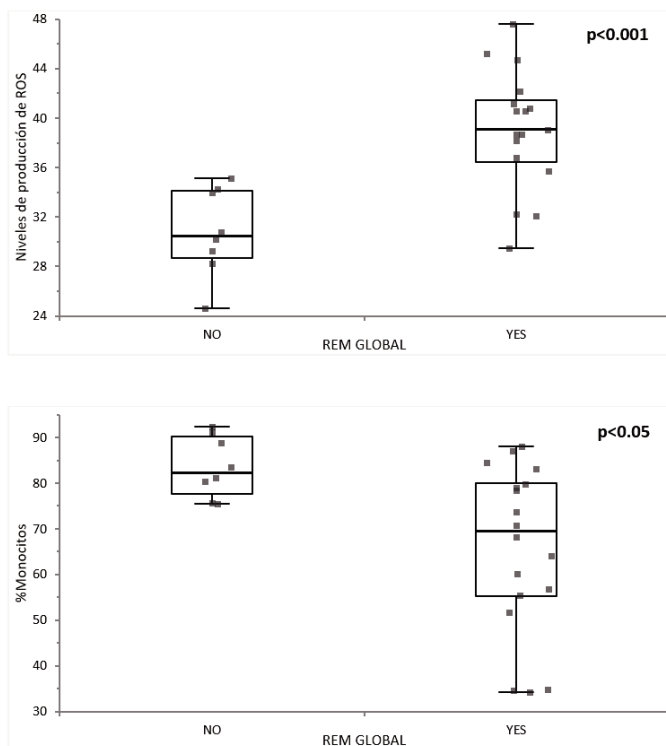 48
p<0.001
44
40
36
32
28
24
Niveles de producción de ROS
NO
YES
REM GLOBAL
p<0.05
90
80
70
60
50
40
30
%Monocitos
NO
YES
REM GLOBAL